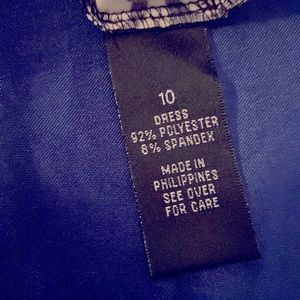 10
DRESS
92% POLYESTER
8% SPANDEX
MADE IN
PHILIPPINES
SEE OVER
FOR CARE